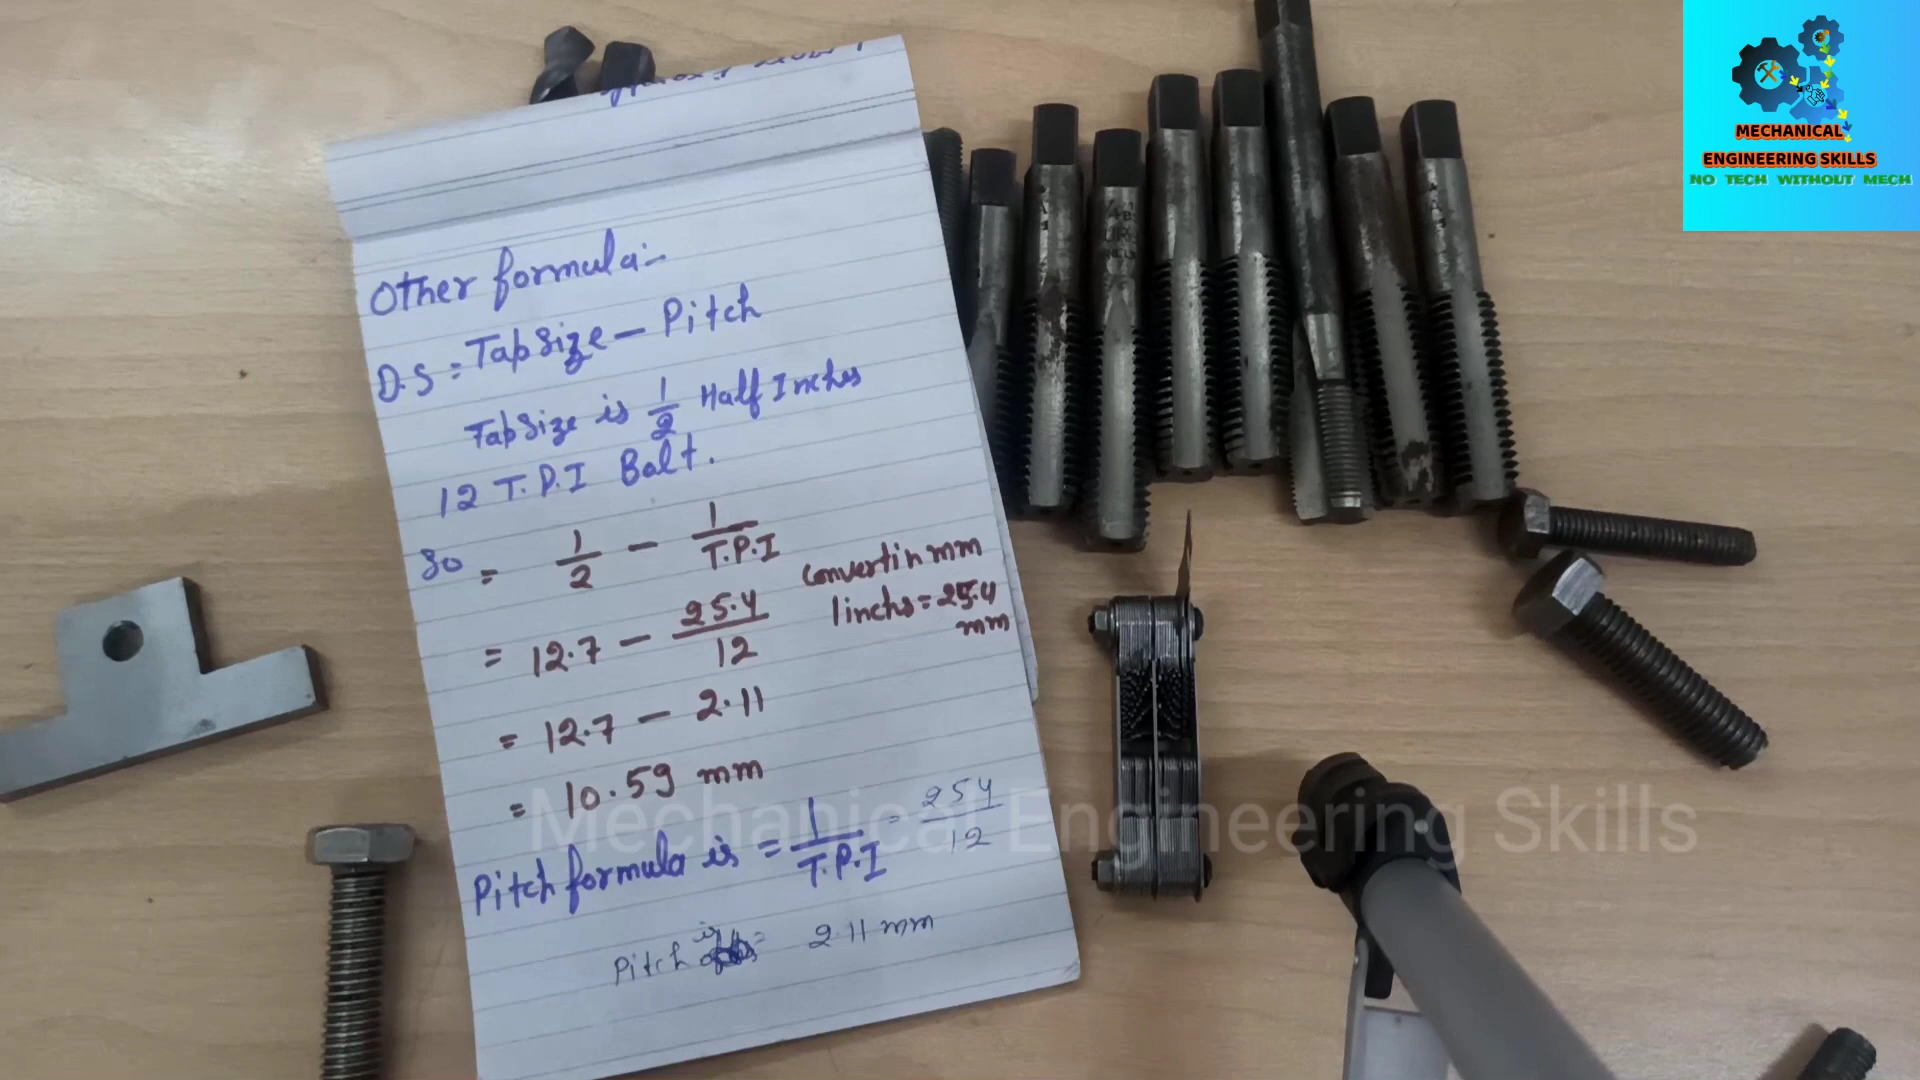 MECHANICAL
ENGINEERING SKILLS
NO TECH WITHOUT MECH
Other formula:-
D.S = Tap Size - Pitch
Tap Size is 1/2 Half Inches
12 T.P.I Bolt.
So = 1/2 - 1/T.P.I
convert in mm
= 12.7 - 25.4/12
1 inchs = 25.4 mm
= 12.7 - 2.11
= 10.59 mm
Mechanical Engineering Skills
Pitch formula is = 1/T.P.I = 254/12
Pitch is = 2.11 mm